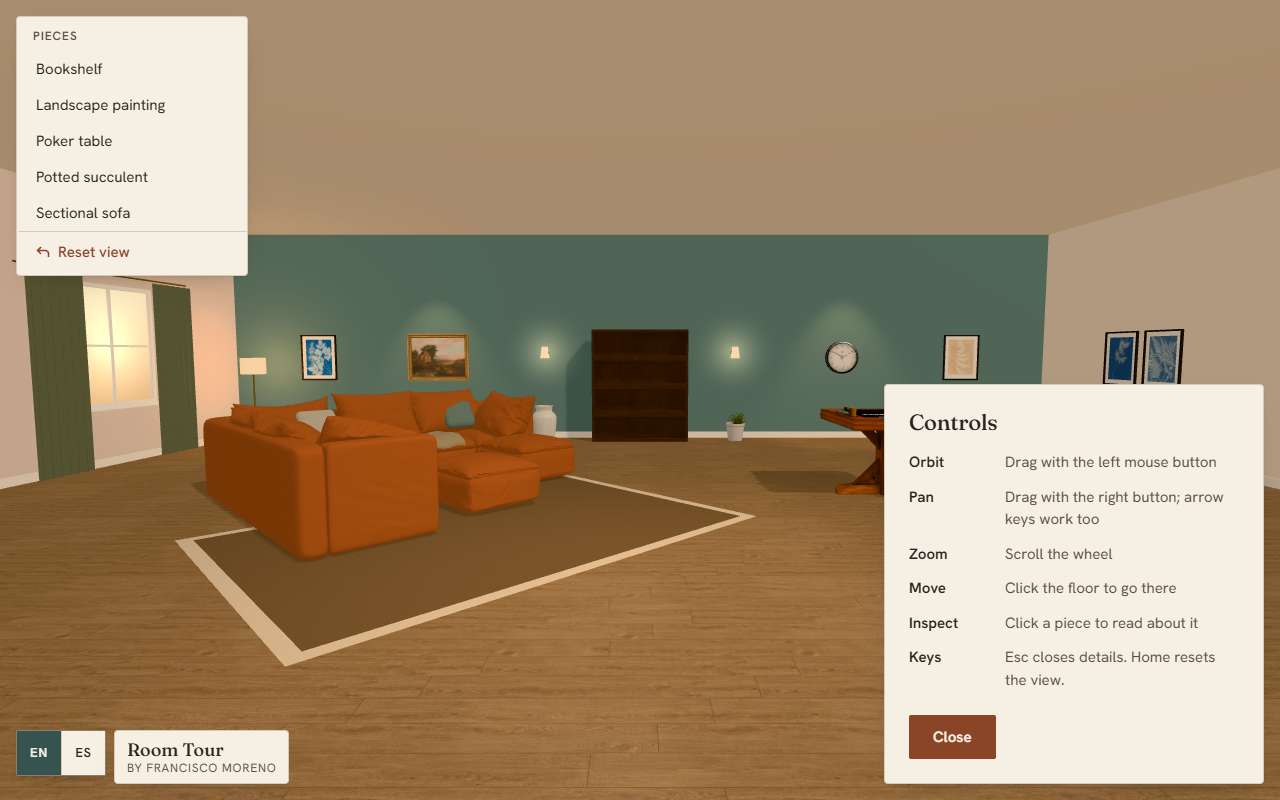 PIECES
Bookshelf
Landscape painting
Poker table
Potted succulent
Sectional sofa
Reset view
Controls
Orbit Drag with the left mouse button
Pan Drag with the right button; arrow
keys work too
Zoom Scroll the wheel
Move Click the floor to go there
Inspect Click a piece to read about it
Keys Esc closes details. Home resets
the view.
Close
EN ES
Room Tour
BY FRANCISCO MORENO